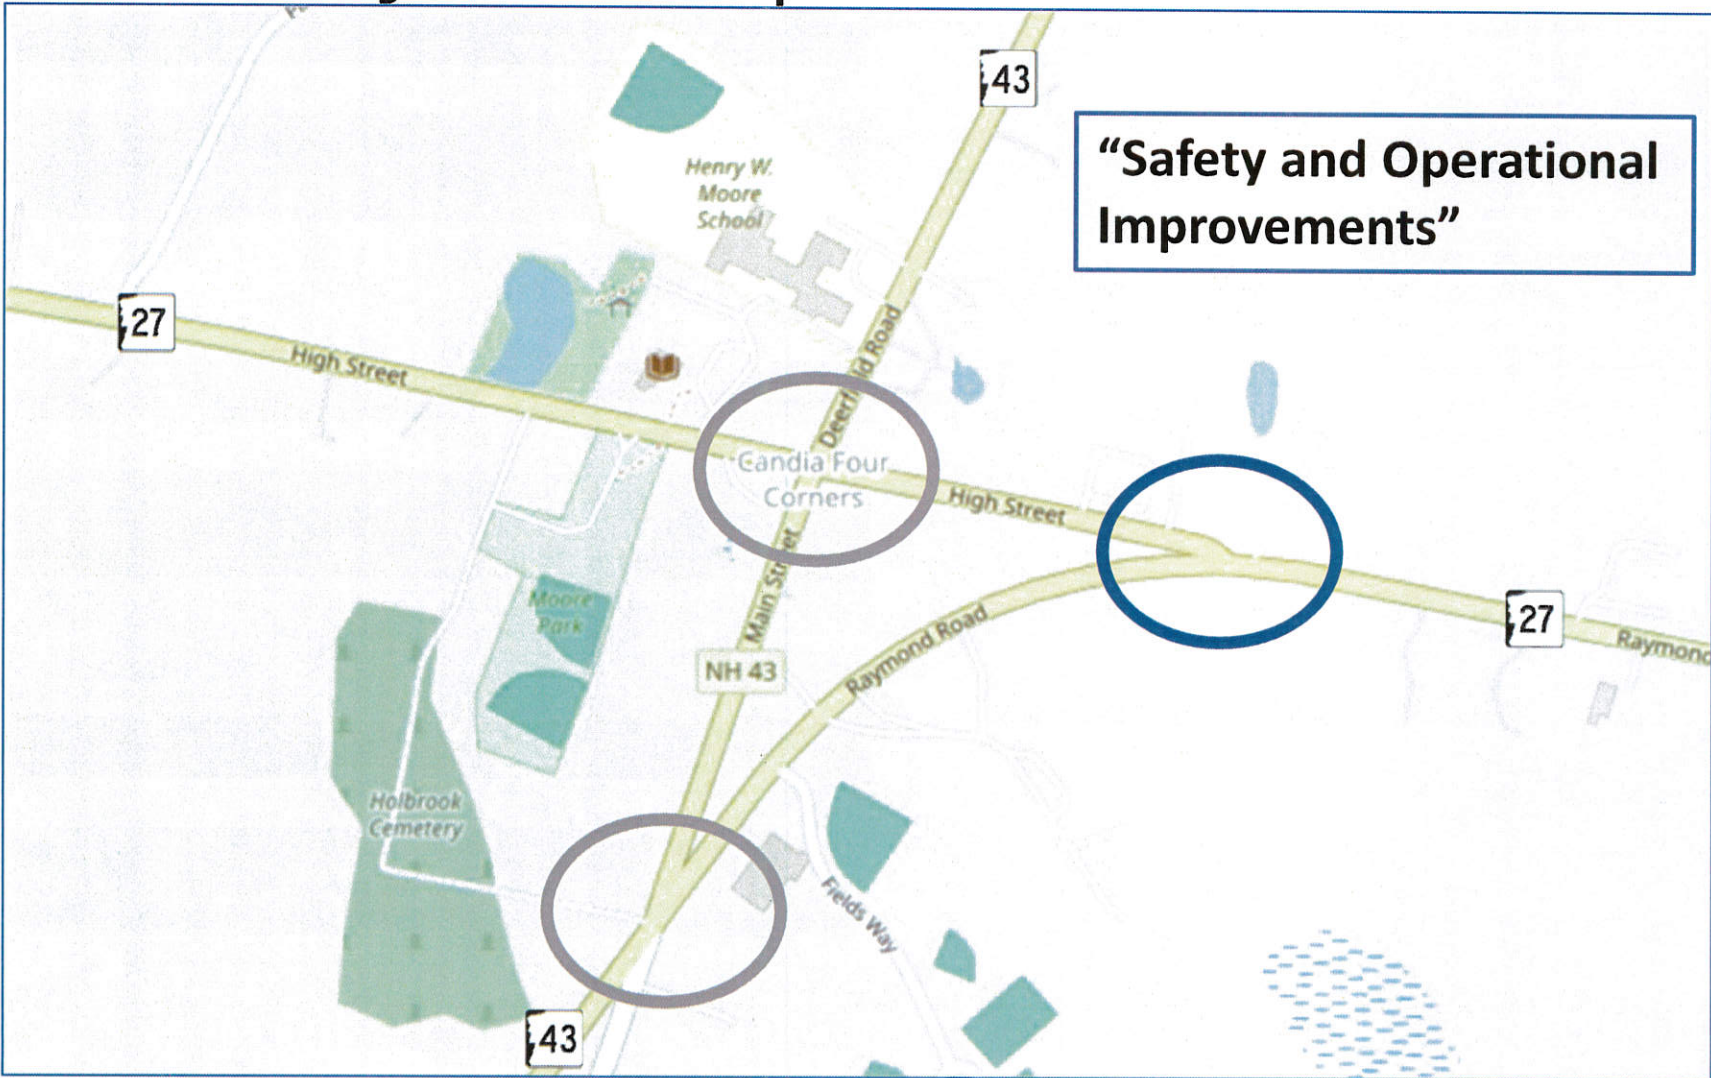 43
“Safety and Operational
Improvements”
Henry W.
Moore
School
27
High Street
Deerfield Road
Candia Four
Corners
High Street
Main Street
Moore
Park
27
Raymond
Raymond Road
NH 43
Holbrook
Cemetery
Fields Way
43